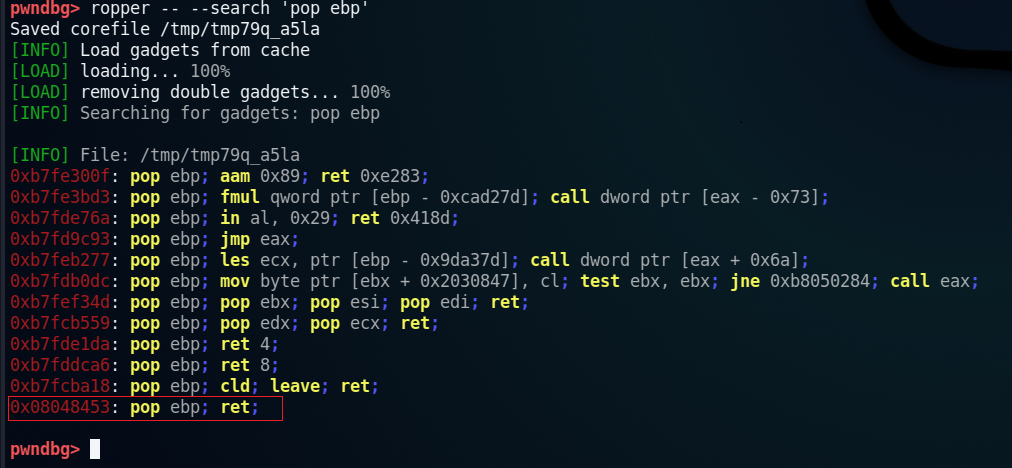 pwndbg> ropper -- --search 'pop ebp'
Saved corefile /tmp/tmp79q_a5la
[INFO] Load gadgets from cache
[LOAD] loading... 100%
[LOAD] removing double gadgets... 100%
[INFO] Searching for gadgets: pop ebp
[INFO] File: /tmp/tmp79q_a5la
0xb7fe300f: pop ebp; aam 0x89; ret 0xe283;
0xb7fe3bd3: pop ebp; fmul qword ptr [ebp - 0xcad27d]; call dword ptr [eax - 0x73];
0xb7fde76a: pop ebp; in al, 0x29; ret 0x418d;
0xb7fd9c93: pop ebp; jmp eax;
0xb7feb277: pop ebp; les ecx, ptr [ebp - 0x9da37d]; call dword ptr [eax + 0x6a];
0xb7fdb0dc: pop ebp; mov byte ptr [ebx + 0x2030847], cl; test ebx, ebx; jne 0xb8050284; call eax;
0xb7fef34d: pop ebp; pop ebx; pop esi; pop edi; ret;
0xb7fcb559: pop ebp; pop edx; pop ecx; ret;
0xb7fde1da: pop ebp; ret 4;
0xb7fddca6: pop ebp; ret 8;
0xb7fcba18: pop ebp; cld; leave; ret;
0x08048453: pop ebp; ret;
pwndbg>